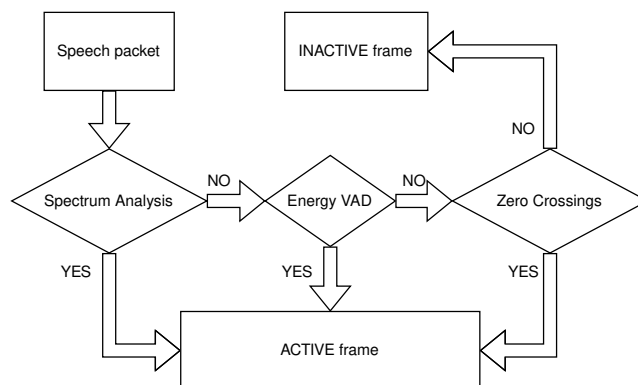 Speech packet
INACTIVE frame
NO
Spectrum Analysis
NO
Energy VAD
NO
Zero Crossings
YES
YES
YES
ACTIVE frame